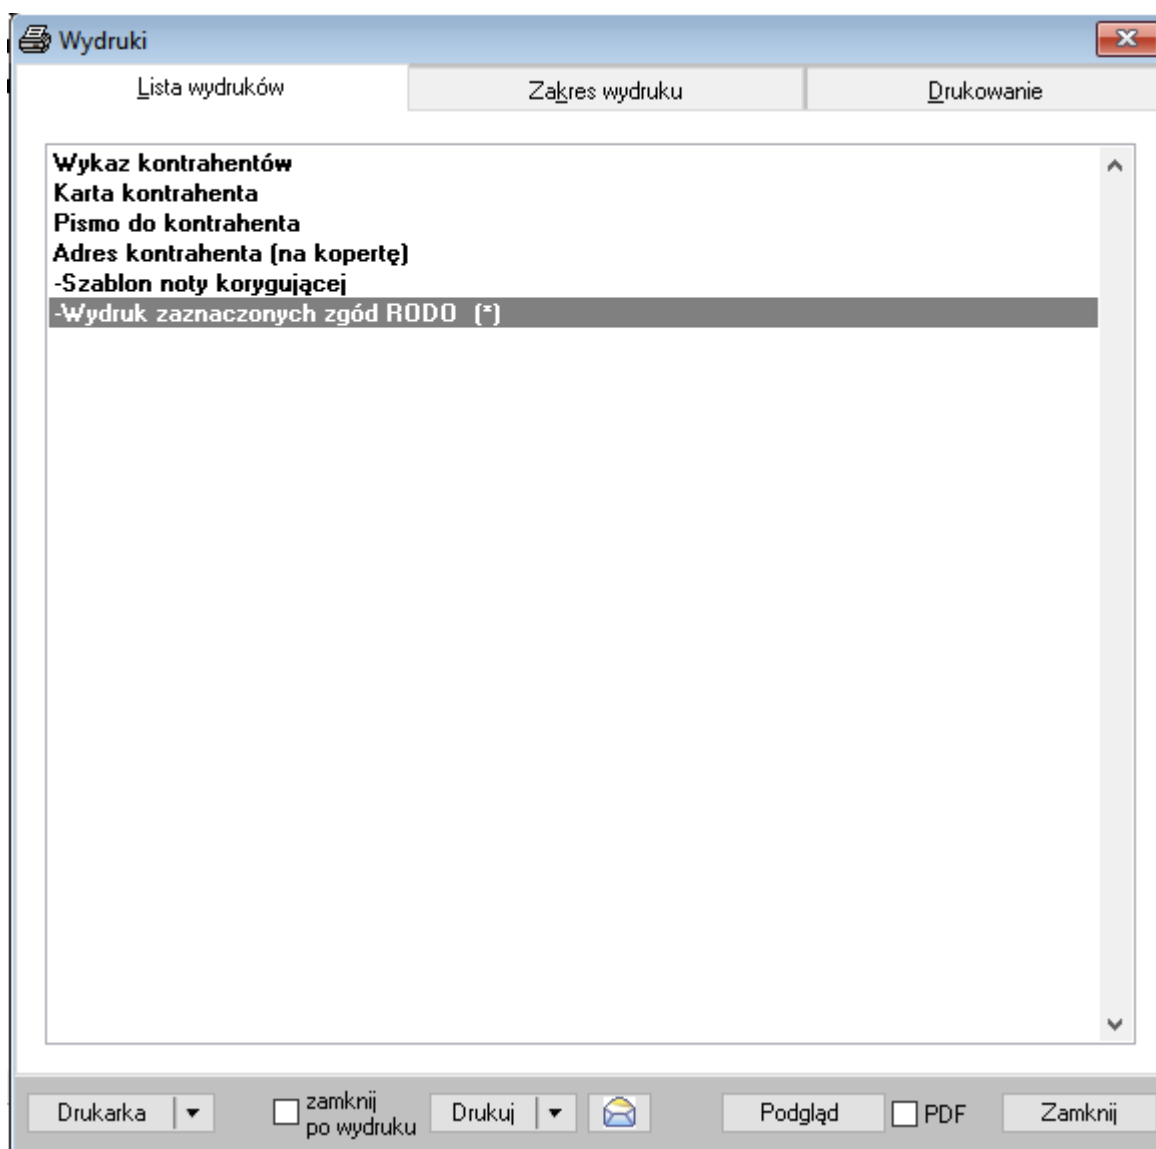 Wydruki
Lista wydruków
Zakres wydruku
Drukowanie
Wykaz kontrahentów
Karta kontrahenta
Pismo do kontrahenta
Adres kontrahenta (na kopertę)
-Szablon noty korygującej
-Wydruk zaznaczonych zgód RODO (*)
Drukarka
zamknij
po wydruku
Drukuj
Podgląd
PDF
Zamknij